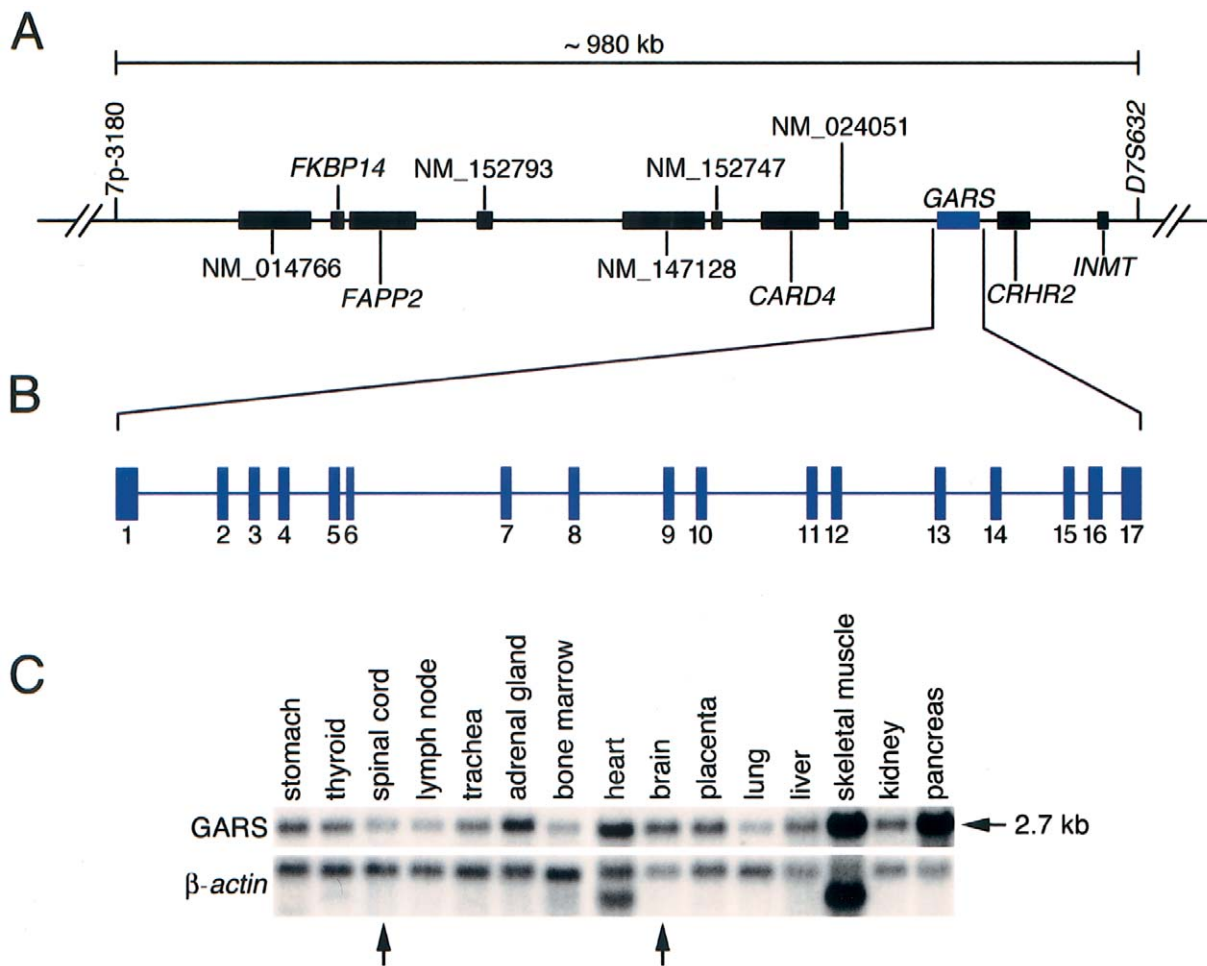 A
~ 980 kb
7p-3180
D7S632
NM_024051
FKBP14
NM_152793
NM_152747
GARS
NM_014766
NM_147128
INMT
FAPP2
CARD4
CRHR2
B
1 2 3 4 5 6 7 8 9 10 11 12 13 14 15 16 17
C
stomach
thyroid
spinal cord
lymph node
trachea
adrenal gland
bone marrow
heart
brain
placenta
lung
liver
skeletal muscle
kidney
pancreas
GARS
2.7 kb
β-actin